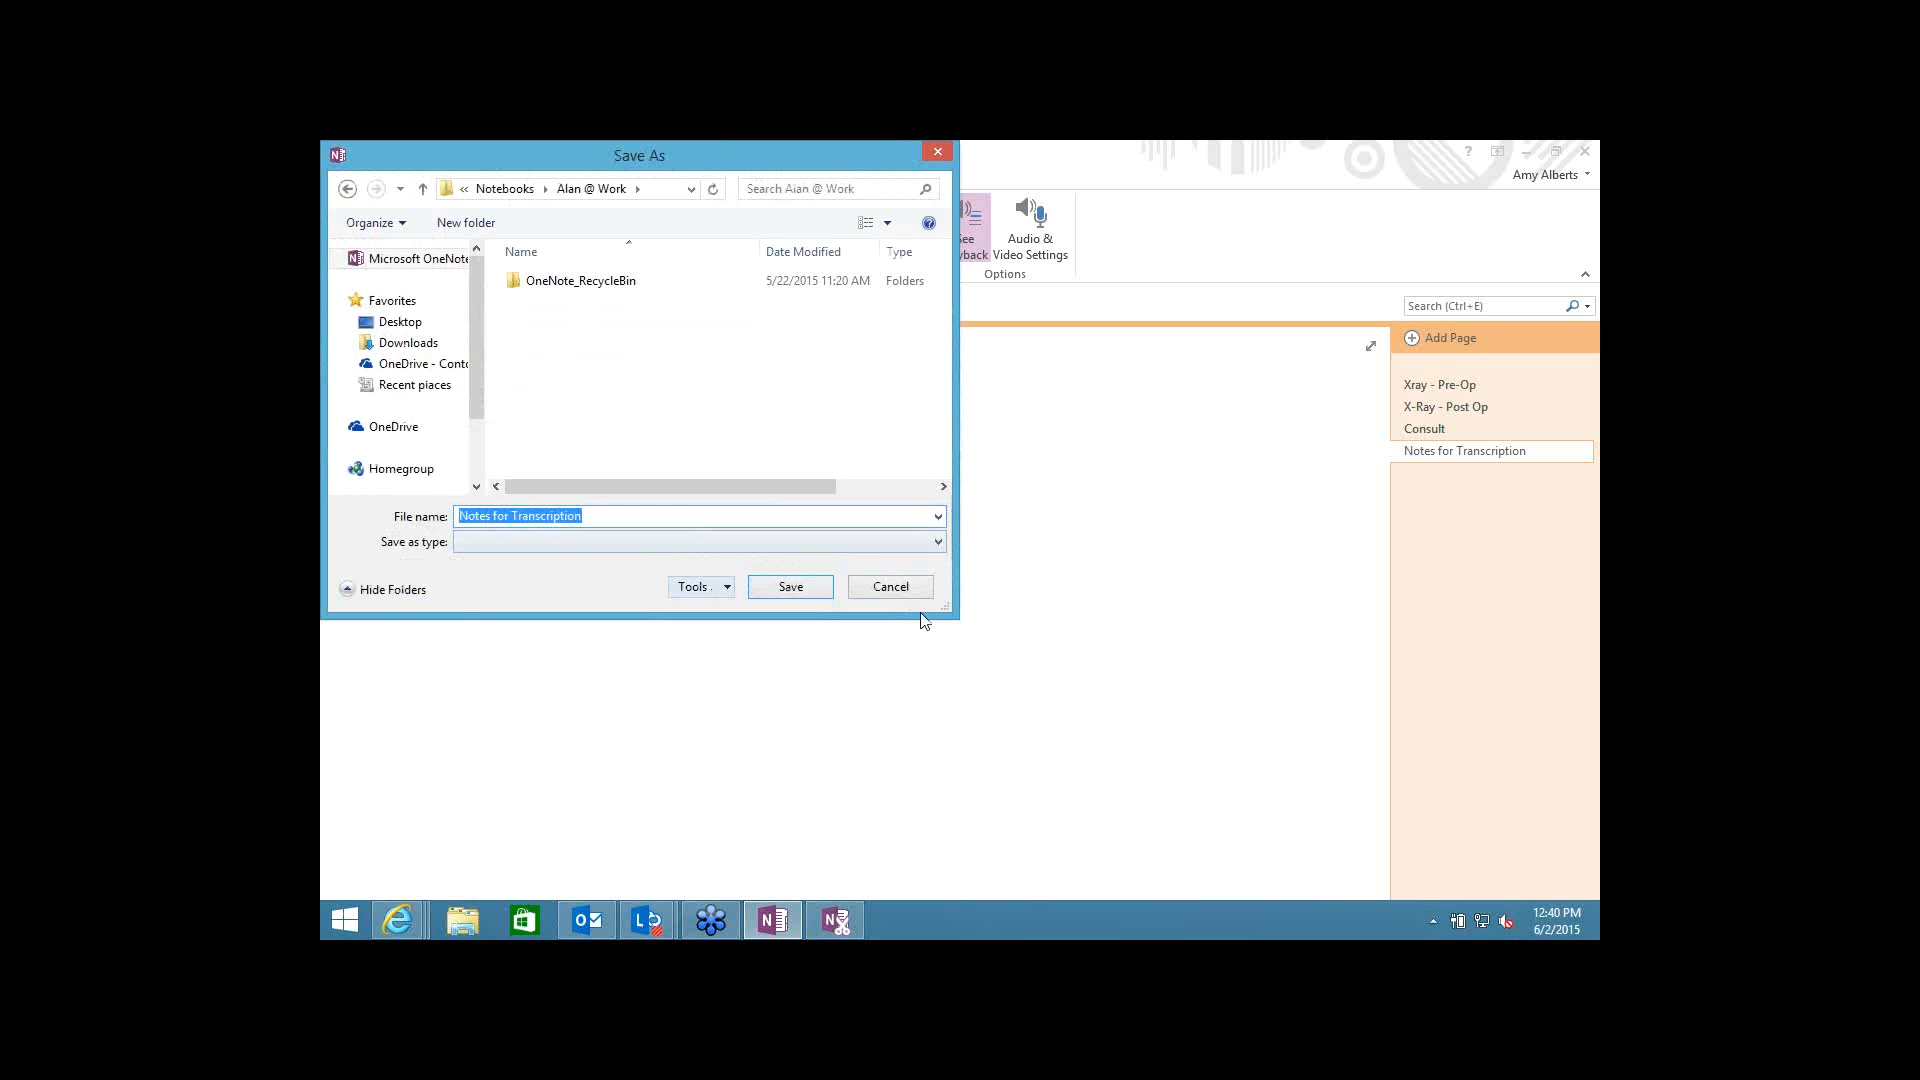 Save As
Notebooks
Alan @ Work
Search Alan @ Work
Organize
New folder
Name
Date Modified
Type
Microsoft OneNote
OneNote_RecycleBin
5/22/2015 11:20 AM
Folders
Favorites
Desktop
Downloads
OneDrive - Cont
Recent places
OneDrive
Homegroup
File name:
Notes for Transcription
Save as type:
Hide Folders
Tools
Save
Cancel
Amy Alberts
See
yback
Audio &
Video Settings
Options
Search (Ctrl+E)
Add Page
Xray - Pre-Op
X-Ray - Post Op
Consult
Notes for Transcription
12:40 PM
6/2/2015